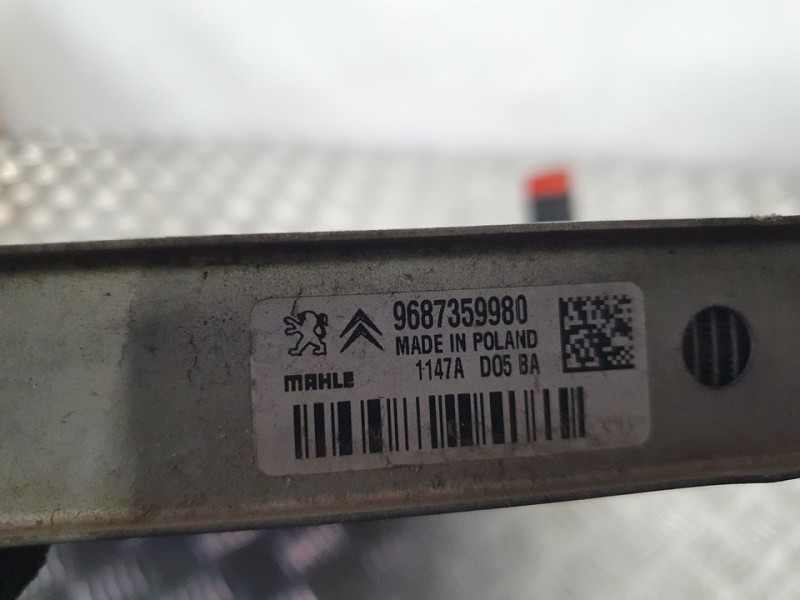 9687359980
MADE IN POLAND
1147A D05 BA
MAHLE